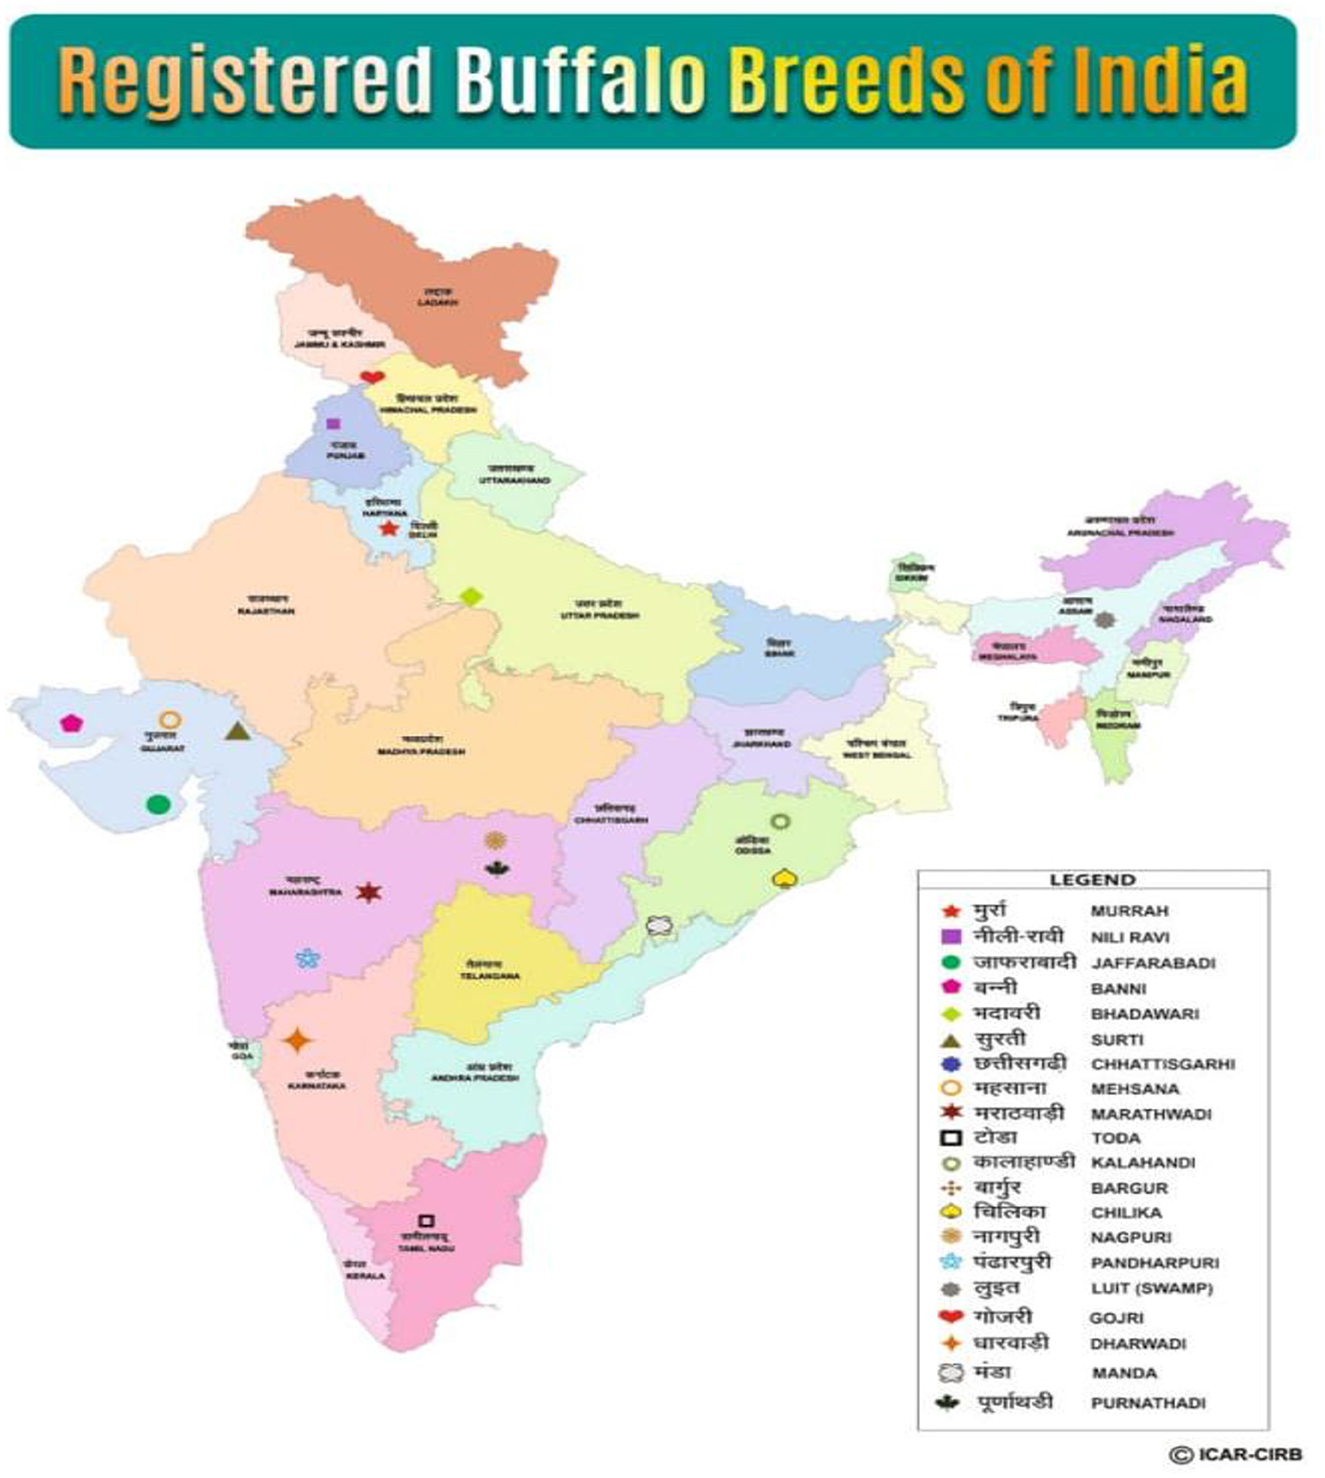 Registered Buffalo Breeds of India
लद्दाख
LADAKH
जम्मू कश्मीर
JAMMU & KASHMIR
हिमाचल प्रदेश
HIMACHAL PRADESH
पंजाब
PUNJAB
उत्तराखण्ड
UTTARAKHAND
हरियाणा
HARYANA
दिल्ली
DELHI
राजस्थान
RAJASTHAN
उत्तर प्रदेश
UTTAR PRADESH
बिहार
BIHAR
सिक्किम
SIKKIM
अरुणाचल प्रदेश
ARUNACHAL PRADESH
असम
ASSAM
नागालैण्ड
NAGALAND
मेघालय
MEGHALAYA
मणीपुर
MANIPUR
त्रिपुरा
TRIPURA
मिजोरम
MIZORAM
गुजरात
GUJARAT
मध्यप्रदेश
MADHYA PRADESH
झारखण्ड
JHARKHAND
पश्चिम बंगाल
WEST BENGAL
छत्तीसगढ़
CHHATTISGARH
ओडिशा
ODISSA
महाराष्ट्र
MAHARASHTRA
तेलंगाना
TELANGANA
गोवा
GOA
कर्नाटक
KARNATAKA
आंध्र प्रदेश
ANDHRA PRADESH
तामीलनाडू
TAMIL NADU
केरल
KERALA
LEGEND
मुर्रा MURRAH
नीली-रावी NILI RAVI
जाफराबादी JAFFARABADI
बन्नी BANNI
भदावरी BHADAWARI
सुरती SURTI
छत्तीसगढ़ी CHHATTISGARHI
महसाना MEHSANA
मराठवाड़ी MARATHWADI
टोडा TODA
कालाहाण्डी KALAHANDI
बार्गुर BARGUR
चिलिका CHILIKA
नागपुरी NAGPURI
पंढारपुरी PANDHARPURI
लुइत LUIT (SWAMP)
गोजरी GOJRI
धारवाड़ी DHARWADI
मंडा MANDA
पूर्णाथडी PURNATHADI
© ICAR-CIRB